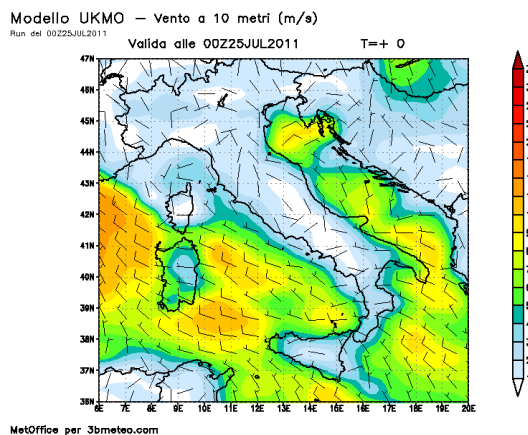 Modello UKMO – Vento a 10 metri (m/s)
Run del 00Z25JUL2011
Valida alle 00Z25JUL2011 T=+ 0
47N
46N
45N
44N
43N
42N
41N
40N
39N
38N
37N
36N
6E 7E 8E 9E 10E 11E 12E 13E 14E 15E 16E 17E 18E 19E 20E
MetOffice per 3bmeteo.com